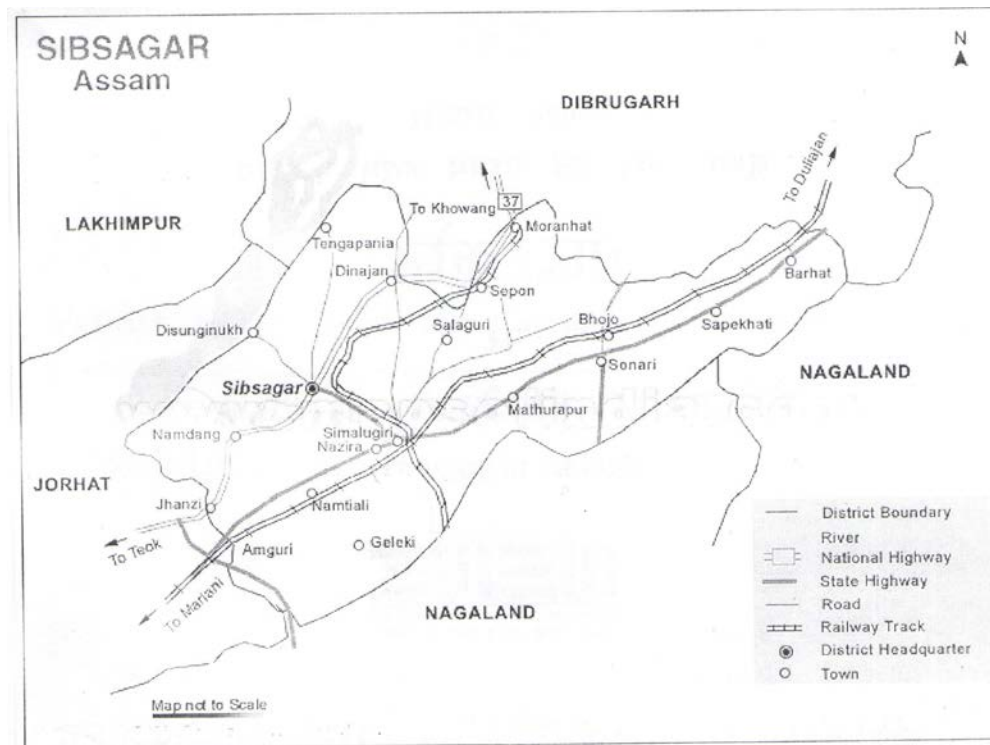 SIBSAGAR
Assam
N
DIBRUGARH
To Duliajan
LAKHIMPUR
37
To Khowang
Moranhat
Tengapania
Dinajan
Sepon
Barhat
Disunginukh
Salaguri
Bhojo
Sapekhati
Sonari
NAGALAND
Sibsagar
Mathurapur
Namdang
Simalugiri
Nazira
JORHAT
Jhanzi
Namtiali
To Teok
Amguri
Geleki
To Mariani
NAGALAND
District Boundary
River
National Highway
State Highway
Road
Railway Track
District Headquarter
Town
Map not to Scale